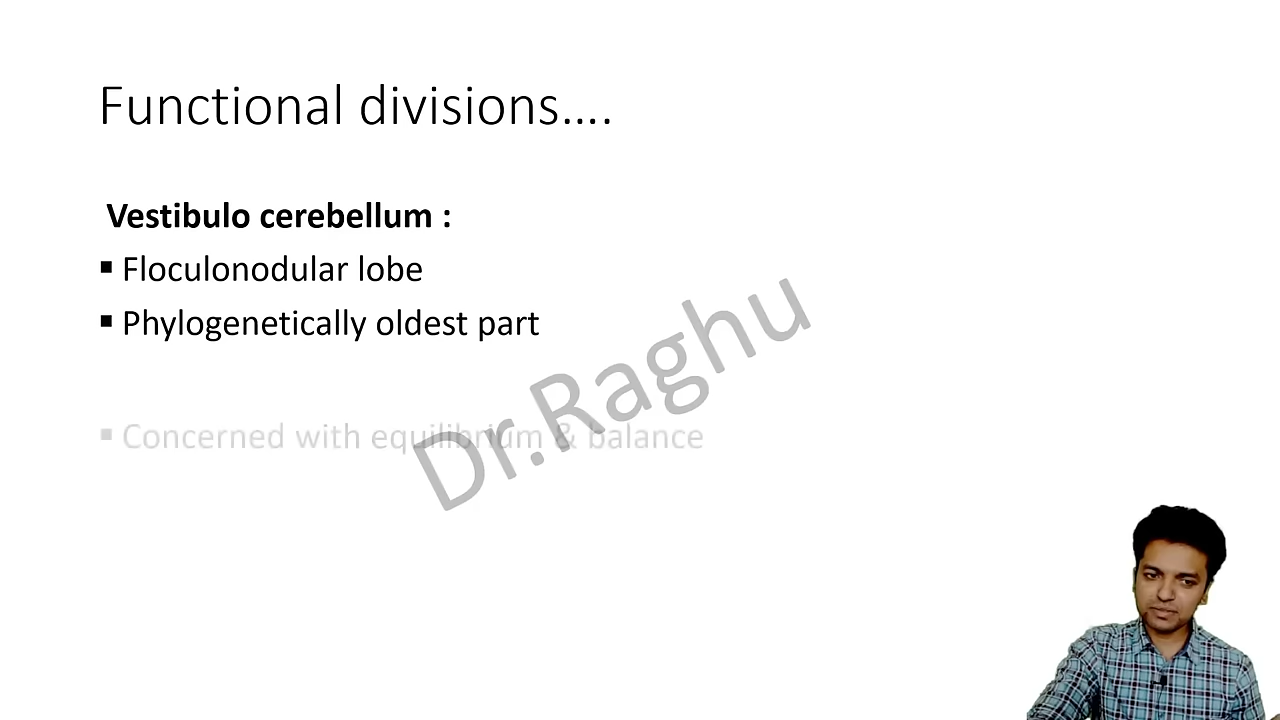 Functional divisions....
Vestibulo cerebellum :
▪ Floculonodular lobe
▪ Phylogenetically oldest part
▪ Concerned with equilibrium & balance
Dr.Raghu